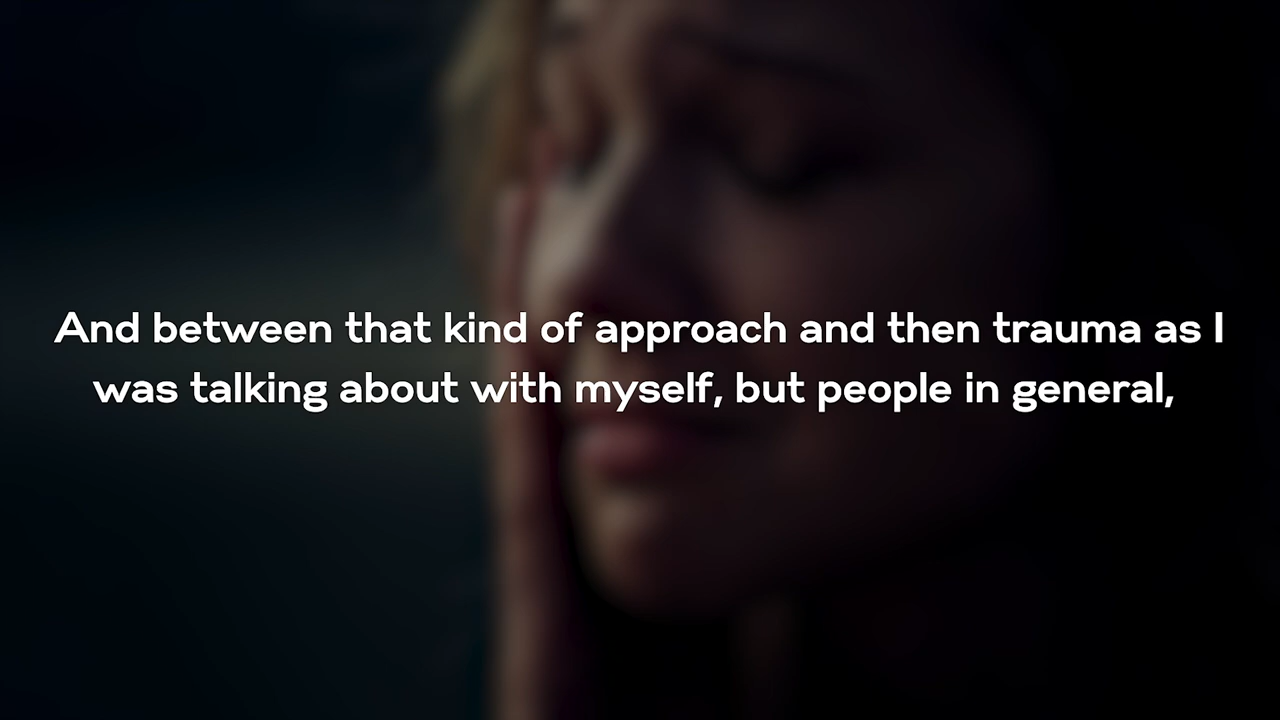 And between that kind of approach and then trauma as I
was talking about with myself, but people in general,